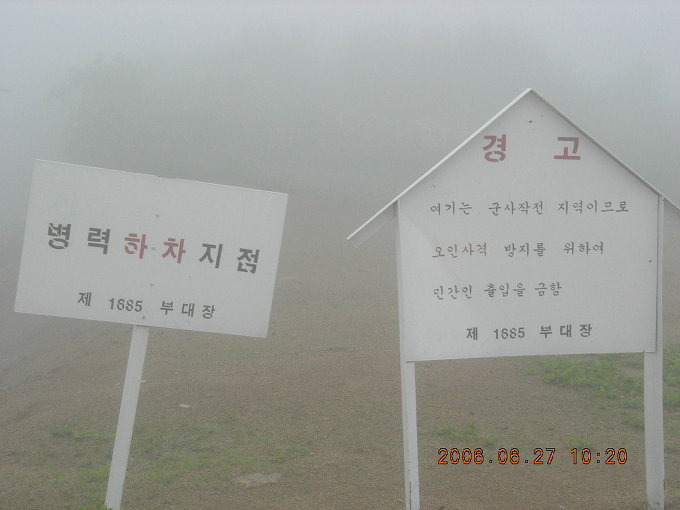 병력하차지점
제 1685 부대장
경 고
여기는 군사작전 지역이므로
오인사격 방지를 위하여
민간인 출입을 금함
제 1685 부대장
2006.06.27 10:20